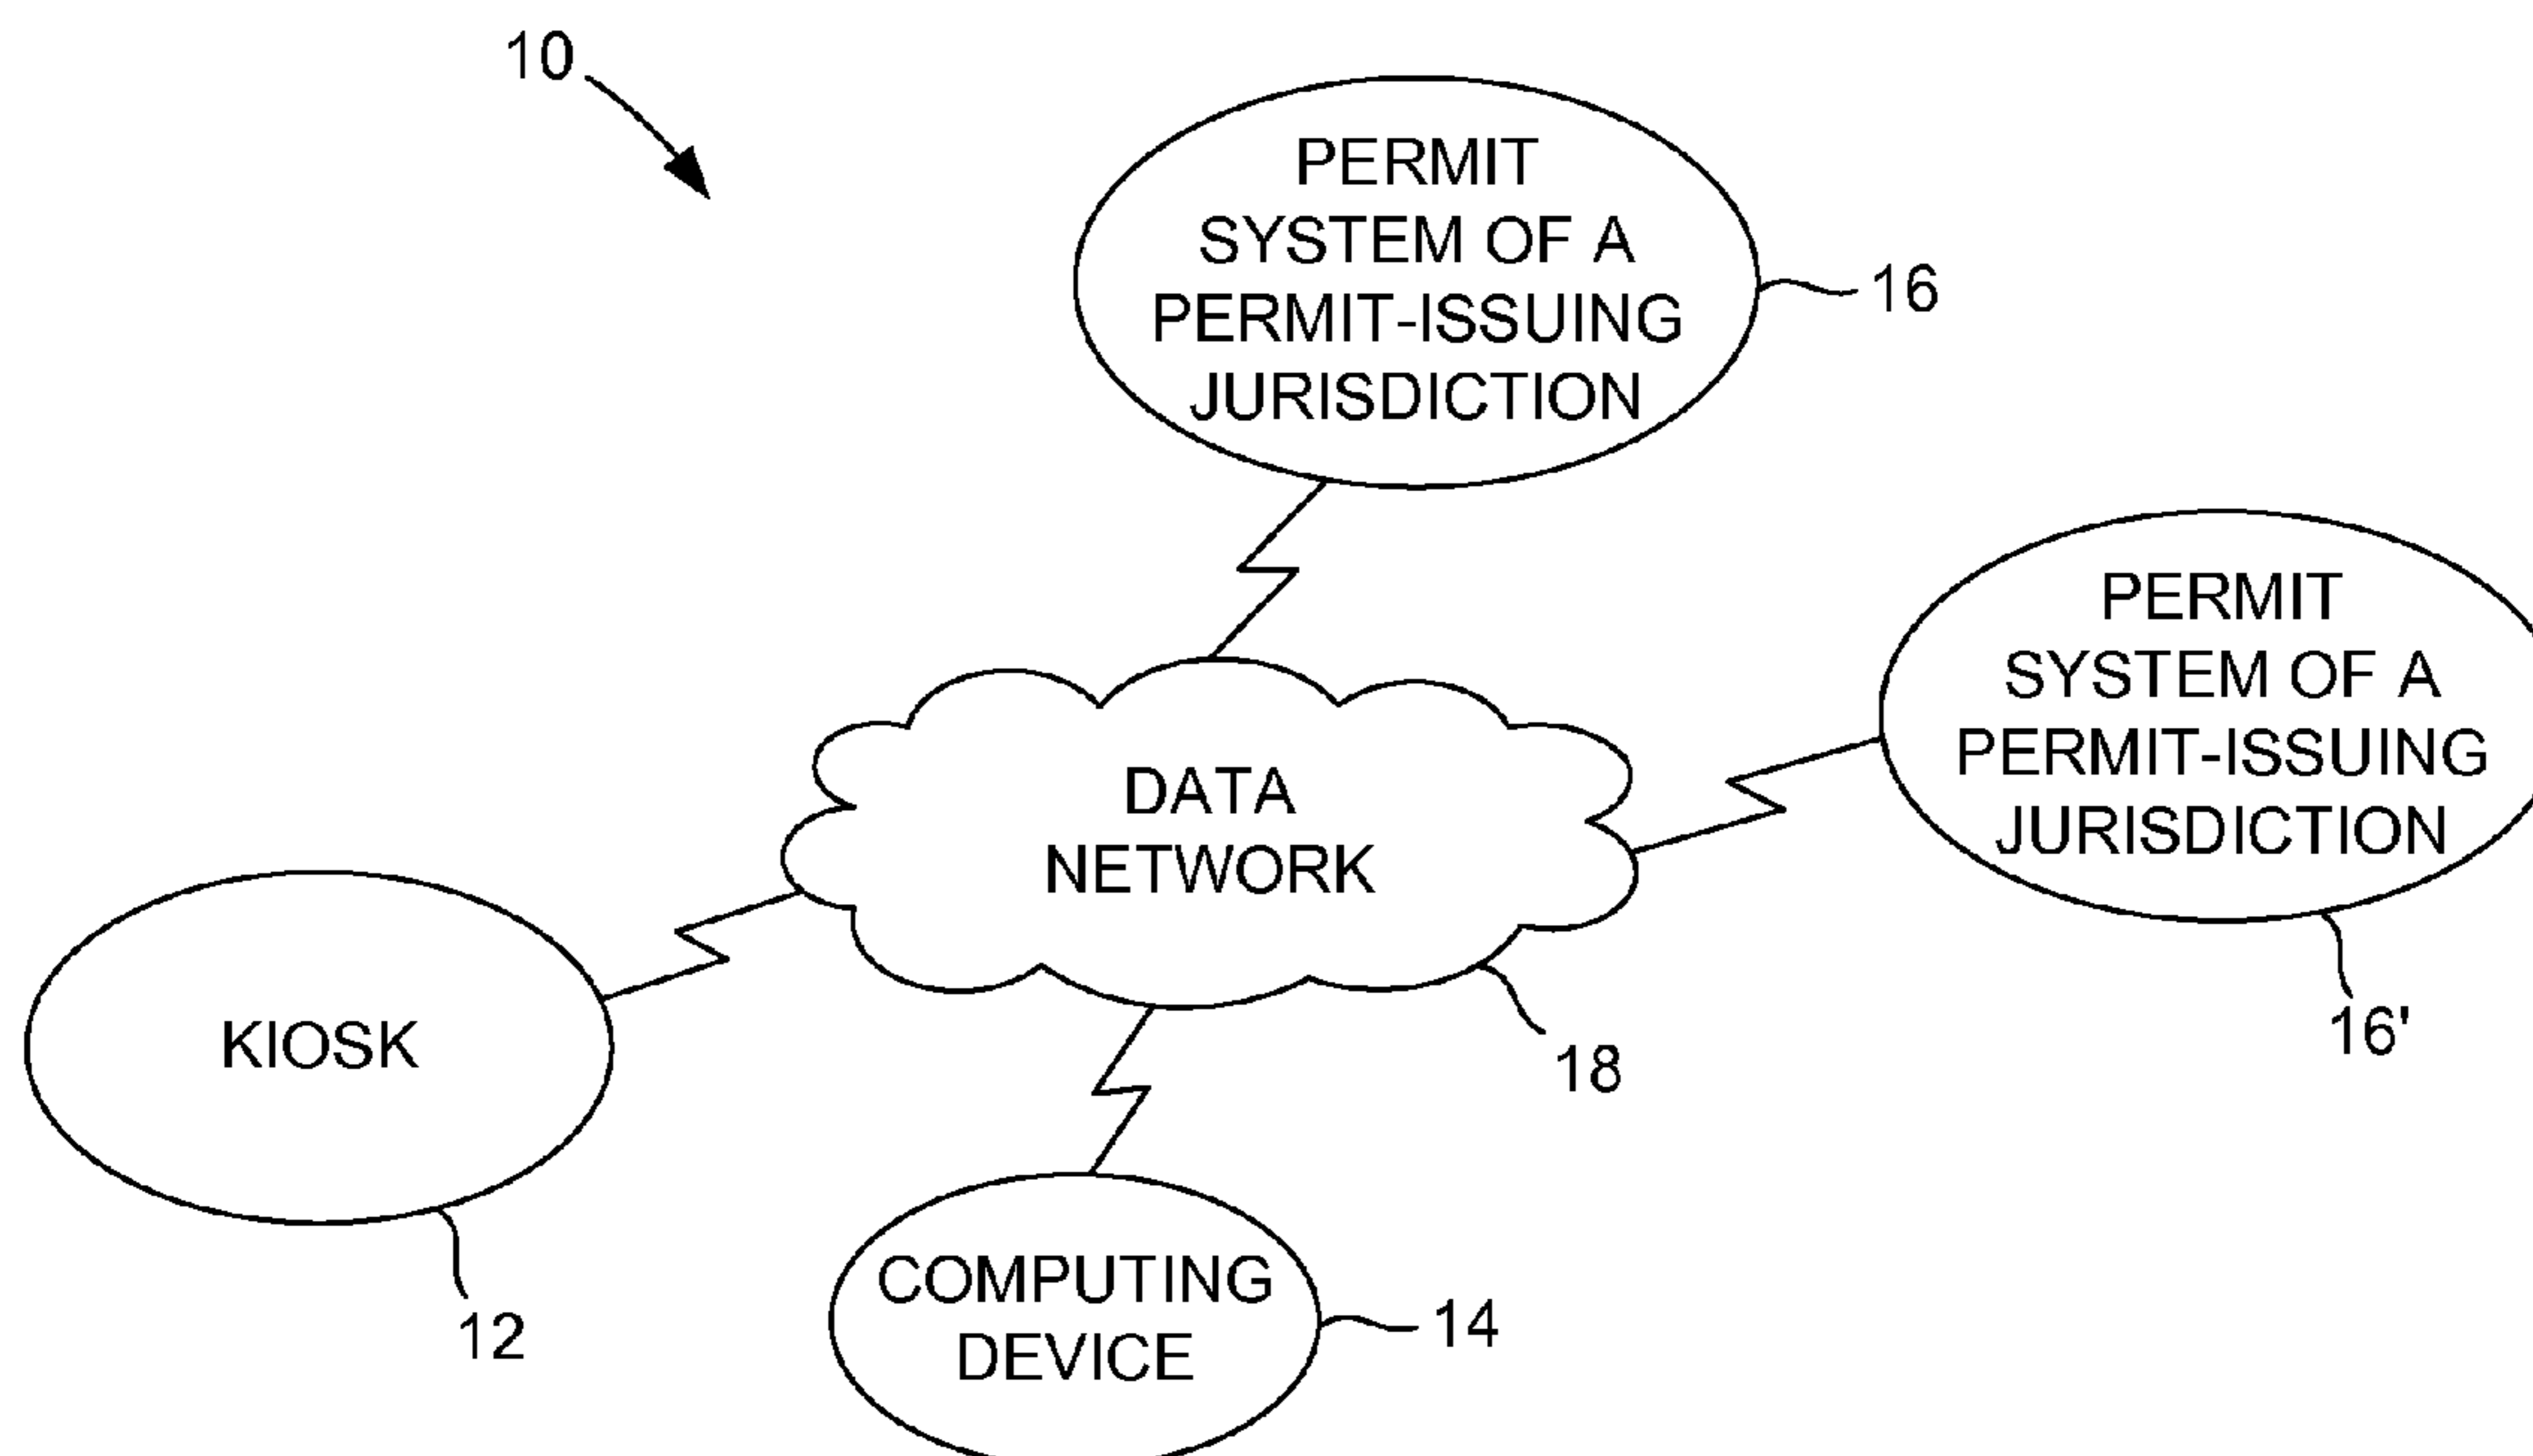 10
PERMIT
SYSTEM OF A
PERMIT-ISSUING
JURISDICTION
16
PERMIT
SYSTEM OF A
PERMIT-ISSUING
JURISDICTION
16'
DATA
NETWORK
18
KIOSK
12
COMPUTING
DEVICE
14